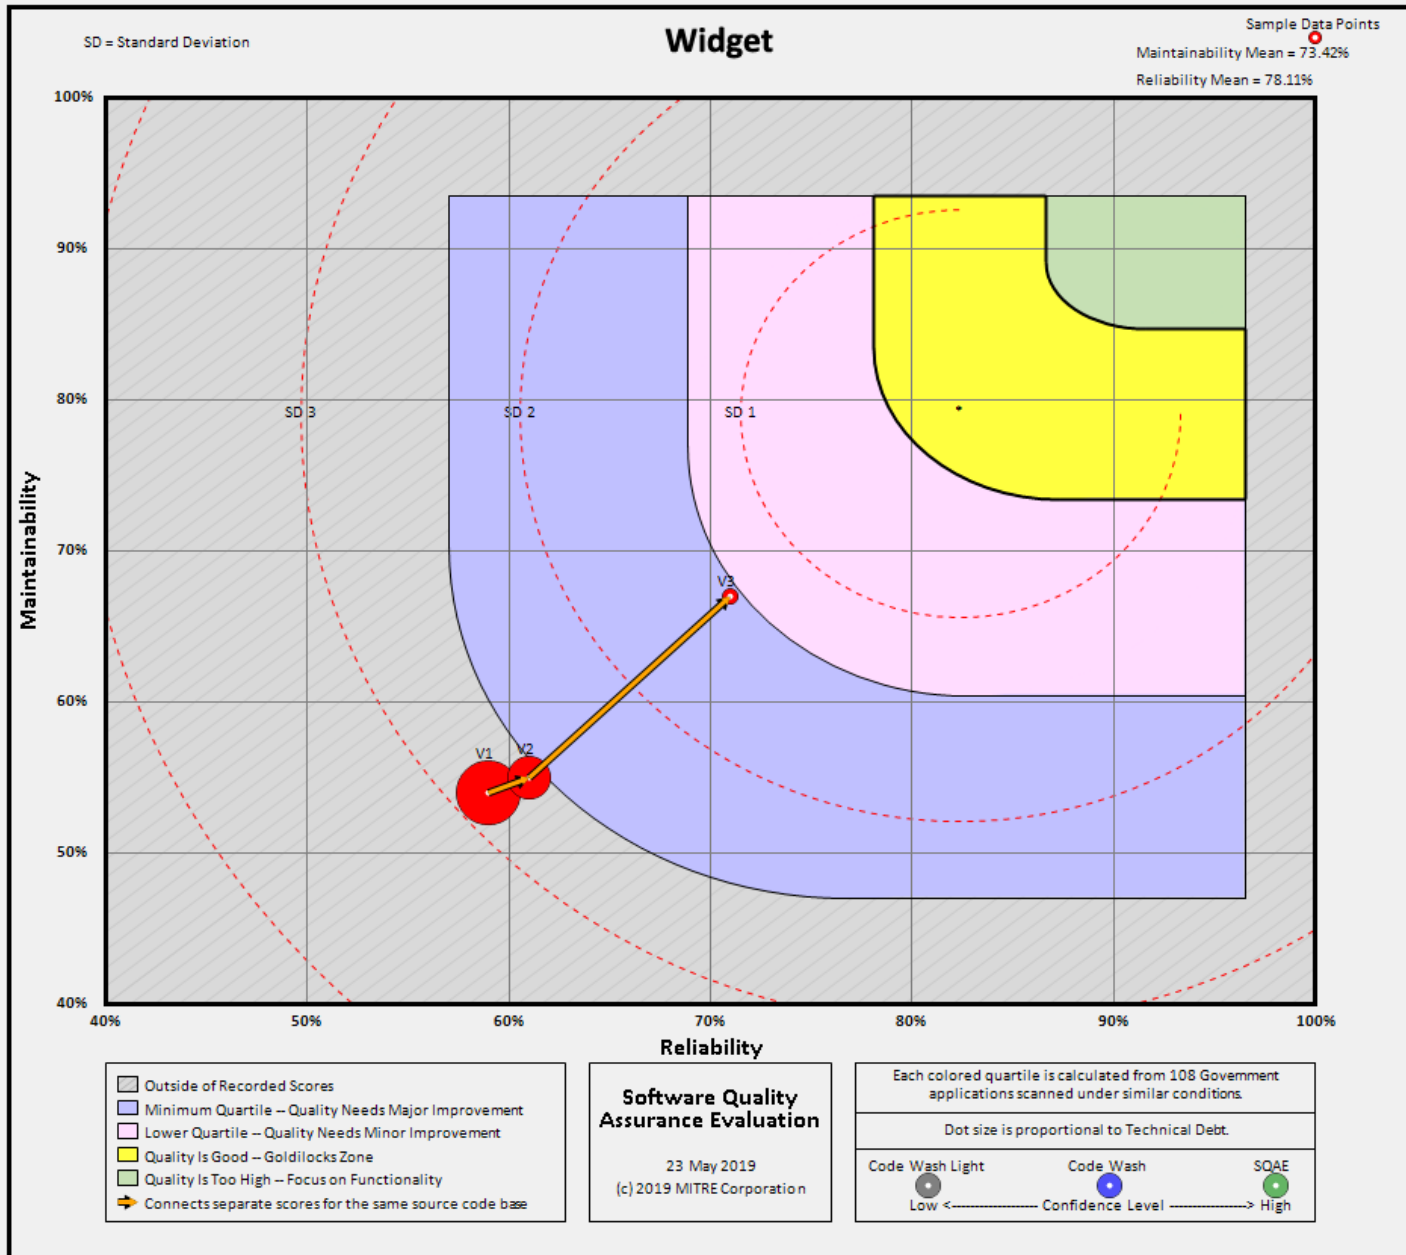 Widget
SD = Standard Deviation
Sample Data Points
Maintainability Mean = 73.42%
Reliability Mean = 78.11%
100%
90%
80%
70%
60%
50%
40%
Maintainability
SD 3
SD 2
SD 1
V3
V1
V2
40%
50%
60%
70%
80%
90%
100%
Reliability
Outside of Recorded Scores
Minimum Quartile -- Quality Needs Major Improvement
Lower Quartile -- Quality Needs Minor Improvement
Quality Is Good -- Goldilocks Zone
Quality Is Too High -- Focus on Functionality
Connects separate scores for the same source code base
Software Quality
Assurance Evaluation
23 May 2019
(c) 2019 MITRE Corporation
Each colored quartile is calculated from 108 Government
applications scanned under similar conditions.
Dot size is proportional to Technical Debt.
Code Wash Light
Code Wash
SQAE
Low <------------------- Confidence Level -----------------> High